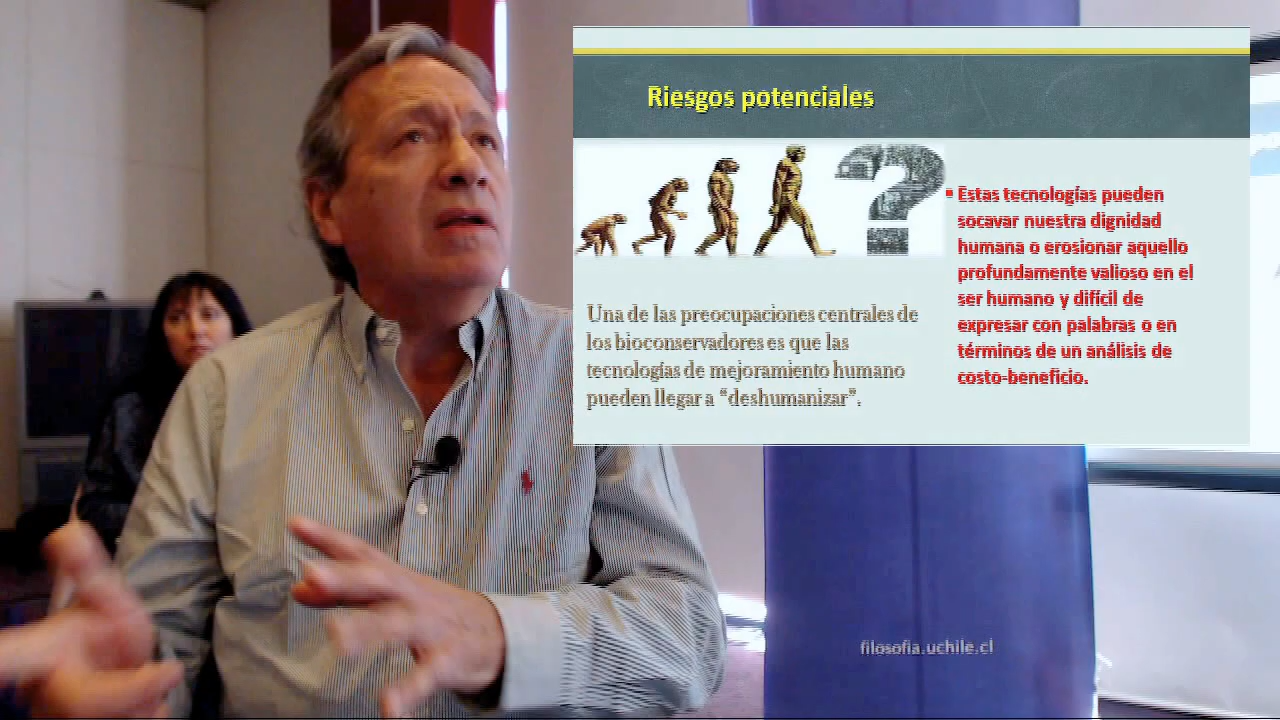 Riesgos potenciales
Una de las preocupaciones centrales de
los bioconservadores es que las
tecnologías de mejoramiento humano
pueden llegar a “deshumanizar”.
Estas tecnologías pueden
socavar nuestra dignidad
humana o erosionar aquello
profundamente valioso en el
ser humano y difícil de
expresar con palabras o en
términos de un análisis de
costo-beneficio.
filosofia.uchile.cl